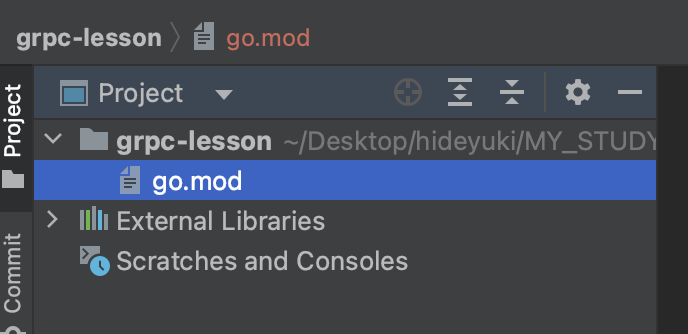 grpc-lesson go.mod
Project
Project
grpc-lesson ~/Desktop/hideyuki/MY_STUDY
go.mod
External Libraries
Scratches and Consoles
Commit